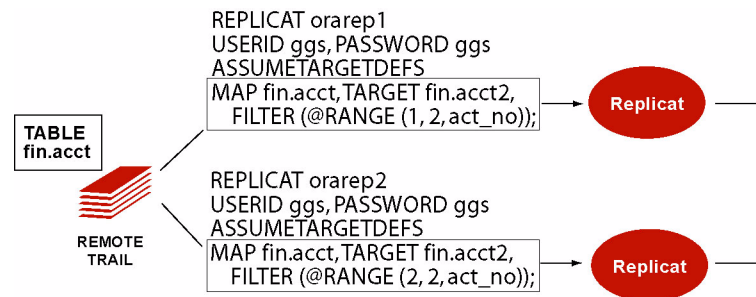 REPLICAT orarep1
USERID ggs, PASSWORD ggs
ASSUMETARGETDEFS
MAP fin.acct, TARGET fin.acct2,
FILTER (@RANGE (1, 2, act_no));
Replicat
TABLE
fin.acct
REMOTE
TRAIL
REPLICAT orarep2
USERID ggs, PASSWORD ggs
ASSUMETARGETDEFS
MAP fin.acct, TARGET fin.acct2,
FILTER (@RANGE (2, 2, act_no));
Replicat